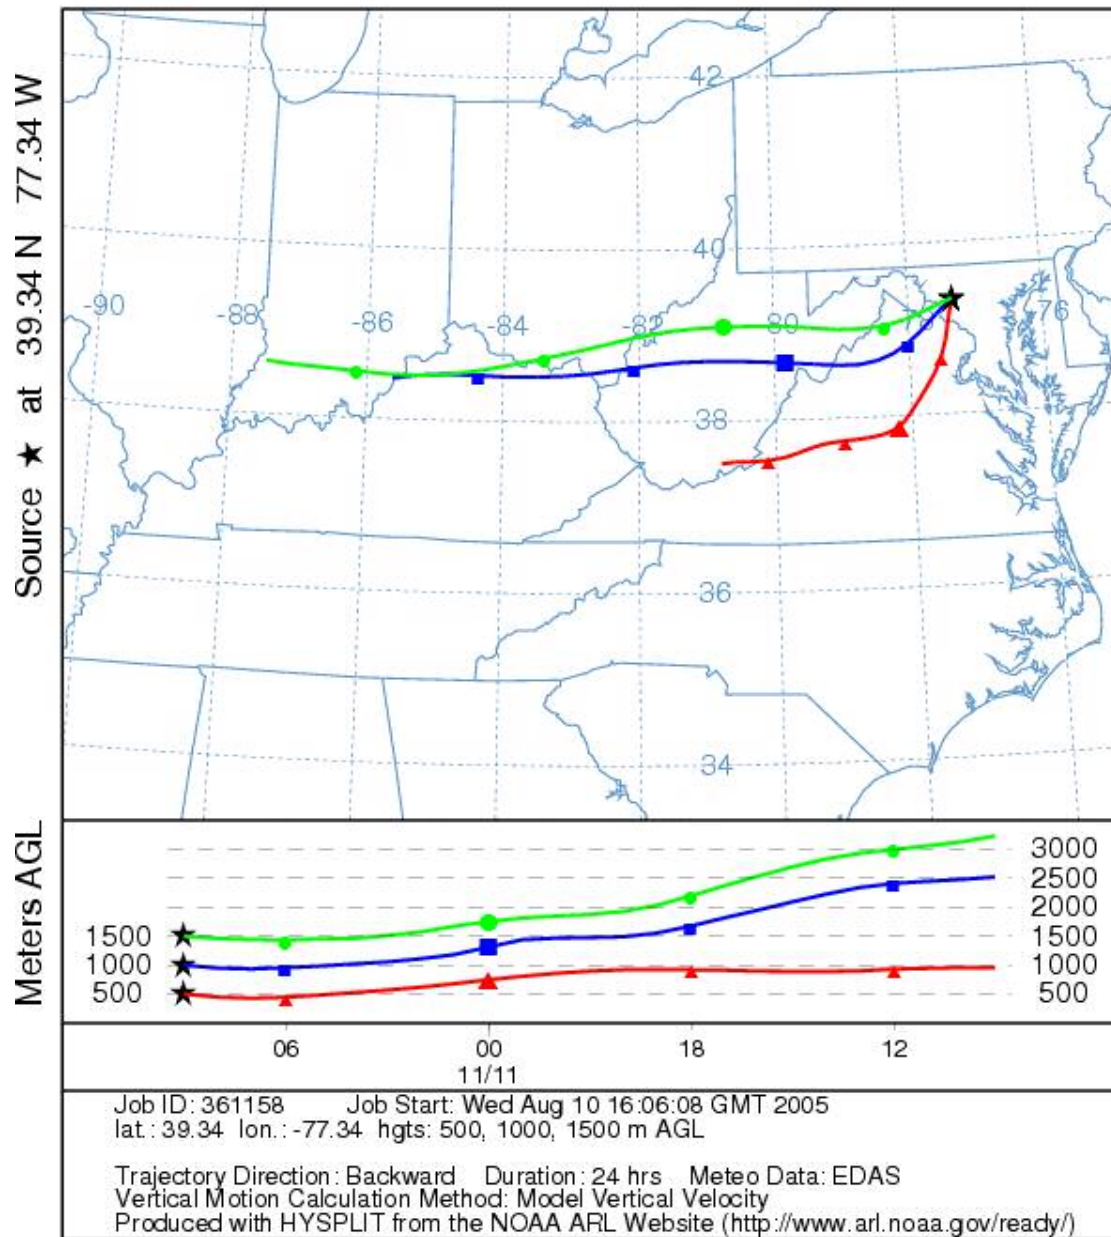 Source ★ at 39.34 N 77.34 W
42
40
-90
-88
-86
-84
-82
80
76
38
36
34
Meters AGL
1500
1000
500
3000
2500
2000
1500
1000
500
06 00 18 12
11/11
Job ID: 361158 Job Start: Wed Aug 10 16:06:08 GMT 2005
lat.: 39.34 lon.: -77.34 hgts: 500, 1000, 1500 m AGL
Trajectory Direction: Backward Duration: 24 hrs Meteo Data: EDAS
Vertical Motion Calculation Method: Model Vertical Velocity
Produced with HYSPLIT from the NOAA ARL Website (http://www.arl.noaa.gov/ready/)